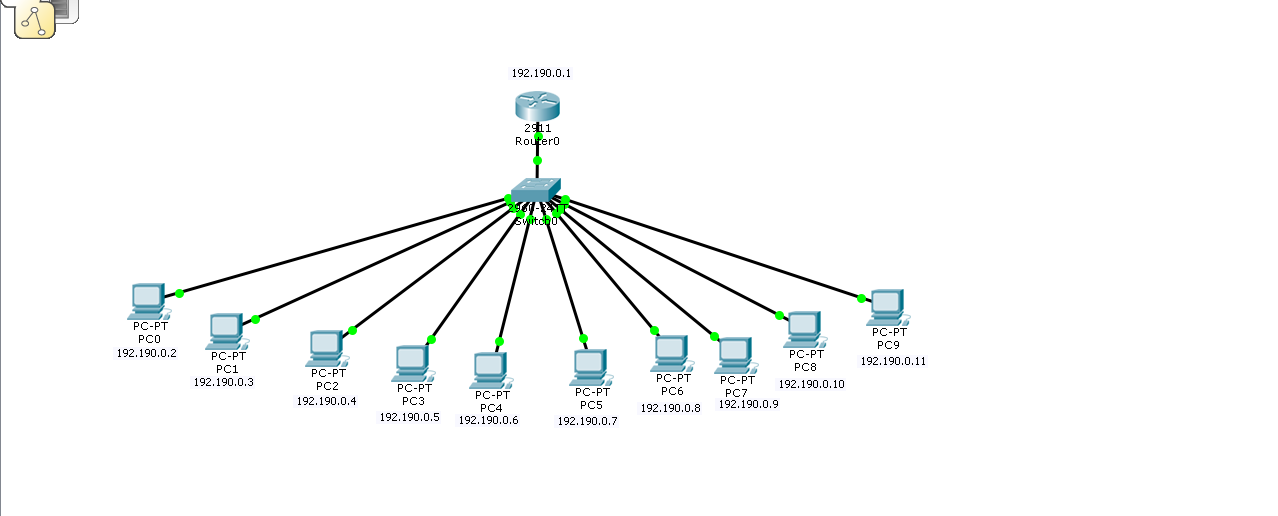 192.190.0.1
2911
Router0
2960-24TT
Switch0
PC-PT
PC0
192.190.0.2
PC-PT
PC1
192.190.0.3
PC-PT
PC2
192.190.0.4
PC-PT
PC3
192.190.0.5
PC-PT
PC4
192.190.0.6
PC-PT
PC5
192.190.0.7
PC-PT
PC6
192.190.0.8
PC-PT
PC7
192.190.0.9
PC-PT
PC8
192.190.0.10
PC-PT
PC9
192.190.0.11